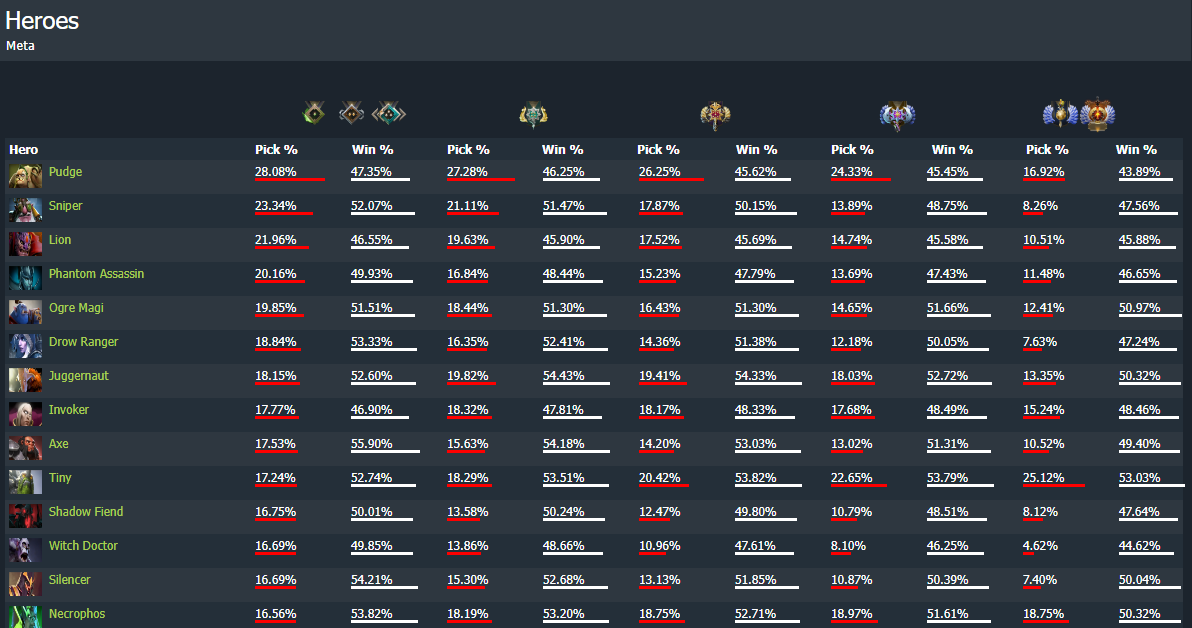 Heroes
Meta
Hero Pick % Win % Pick % Win % Pick % Win % Pick % Win % Pick % Win %
Pudge 28.08% 47.35% 27.28% 46.25% 26.25% 45.62% 24.33% 45.45% 16.92% 43.89%
Sniper 23.34% 52.07% 21.11% 51.47% 17.87% 50.15% 13.89% 48.75% 8.26% 47.56%
Lion 21.96% 46.55% 19.63% 45.90% 17.52% 45.69% 14.74% 45.58% 10.51% 45.88%
Phantom Assassin 20.16% 49.93% 16.84% 48.44% 15.23% 47.79% 13.69% 47.43% 11.48% 46.65%
Ogre Magi 19.85% 51.51% 18.44% 51.30% 16.43% 51.30% 14.65% 51.66% 12.41% 50.97%
Drow Ranger 18.84% 53.33% 16.35% 52.41% 14.36% 51.38% 12.18% 50.05% 7.63% 47.24%
Juggernaut 18.15% 52.60% 19.82% 54.43% 19.41% 54.33% 18.03% 52.72% 13.35% 50.32%
Invoker 17.77% 46.90% 18.32% 47.81% 18.17% 48.33% 17.68% 48.49% 15.24% 48.46%
Axe 17.53% 55.90% 15.63% 54.18% 14.20% 53.03% 13.02% 51.31% 10.52% 49.40%
Tiny 17.24% 52.74% 18.29% 53.51% 20.42% 53.82% 22.65% 53.79% 25.12% 53.03%
Shadow Fiend 16.75% 50.01% 13.58% 50.24% 12.47% 49.80% 10.79% 48.51% 8.12% 47.64%
Witch Doctor 16.69% 49.85% 13.86% 48.66% 10.96% 47.61% 8.10% 46.25% 4.62% 44.62%
Silencer 16.69% 54.21% 15.30% 52.68% 13.13% 51.85% 10.87% 50.39% 7.40% 50.04%
Necrophos 16.56% 53.82% 18.19% 53.20% 18.75% 52.71% 18.97% 51.61% 18.75% 50.32%